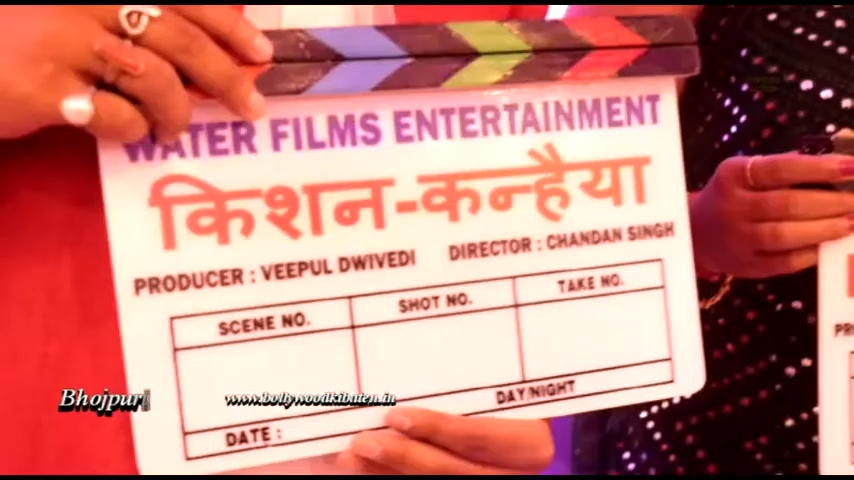 WATER FILMS ENTERTAINMENT
किशन-कन्हैया
PRODUCER : VEEPUL DWIVEDI
DIRECTOR : CHANDAN SINGH
SCENE NO.
SHOT NO.
TAKE NO.
DATE :
DAY/NIGHT
Bhojpuri
www.bollywoodkibaten.in